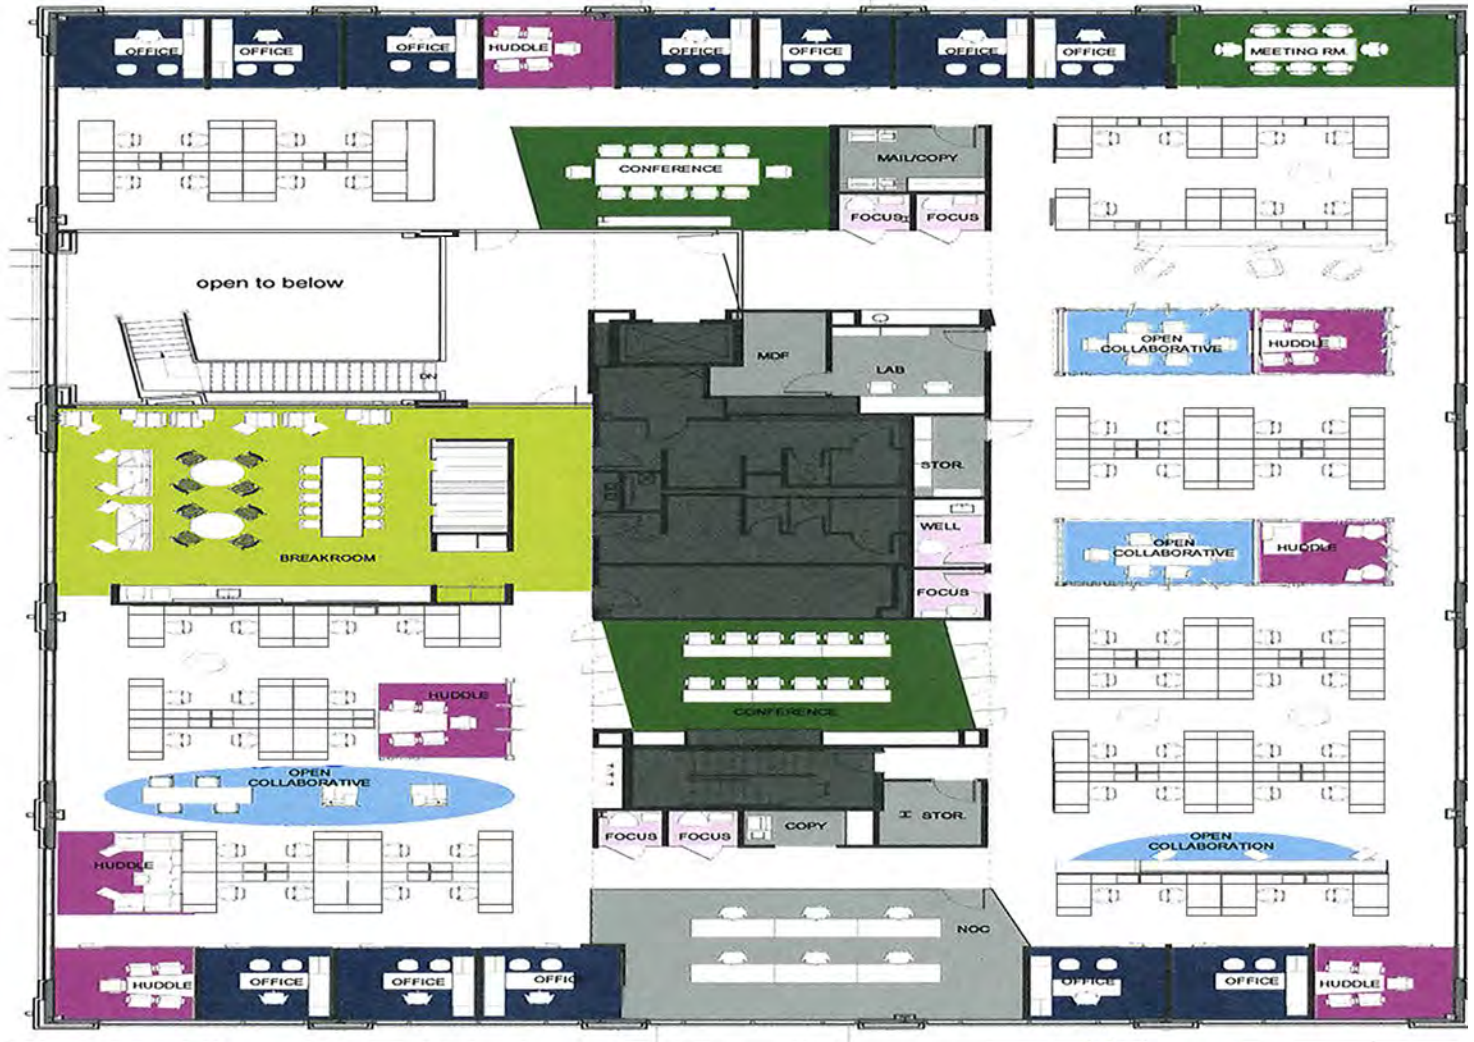 OFFICE
OFFICE
OFFICE
HUDDLE
OFFICE
OFFICE
OFFICE
OFFICE
MEETING RM.
CONFERENCE
MAIL/COPY
FOCUS
FOCUS
open to below
OPEN
COLLABORATIVE
HUDDLE
MDF
LAB
DN
STOR.
WELL
OPEN
COLLABORATIVE
HUDDLE
BREAKROOM
FOCUS
HUDDLE
CONFERENCE
OPEN
COLLABORATIVE
STOR.
FOCUS
FOCUS
COPY
OPEN
COLLABORATION
HUDDLE
NOC
HUDDLE
OFFICE
OFFICE
OFFIC
OFFICE
OFFICE
HUDDLE